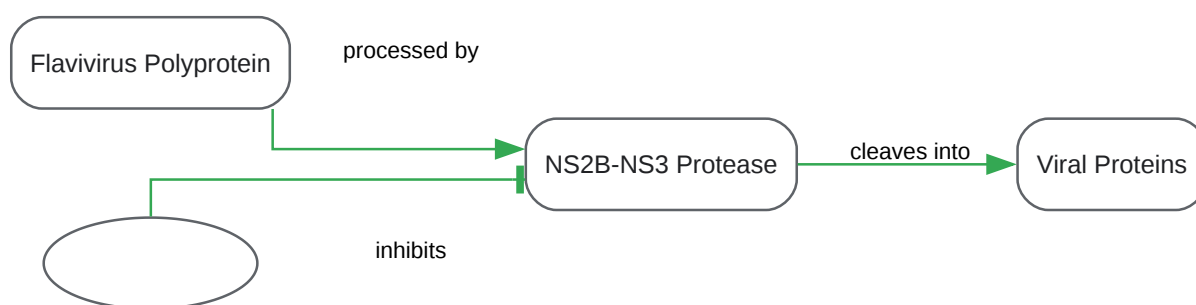 Flavivirus Polyprotein
processed by
NS2B-NS3 Protease
cleaves into
Viral Proteins
inhibits